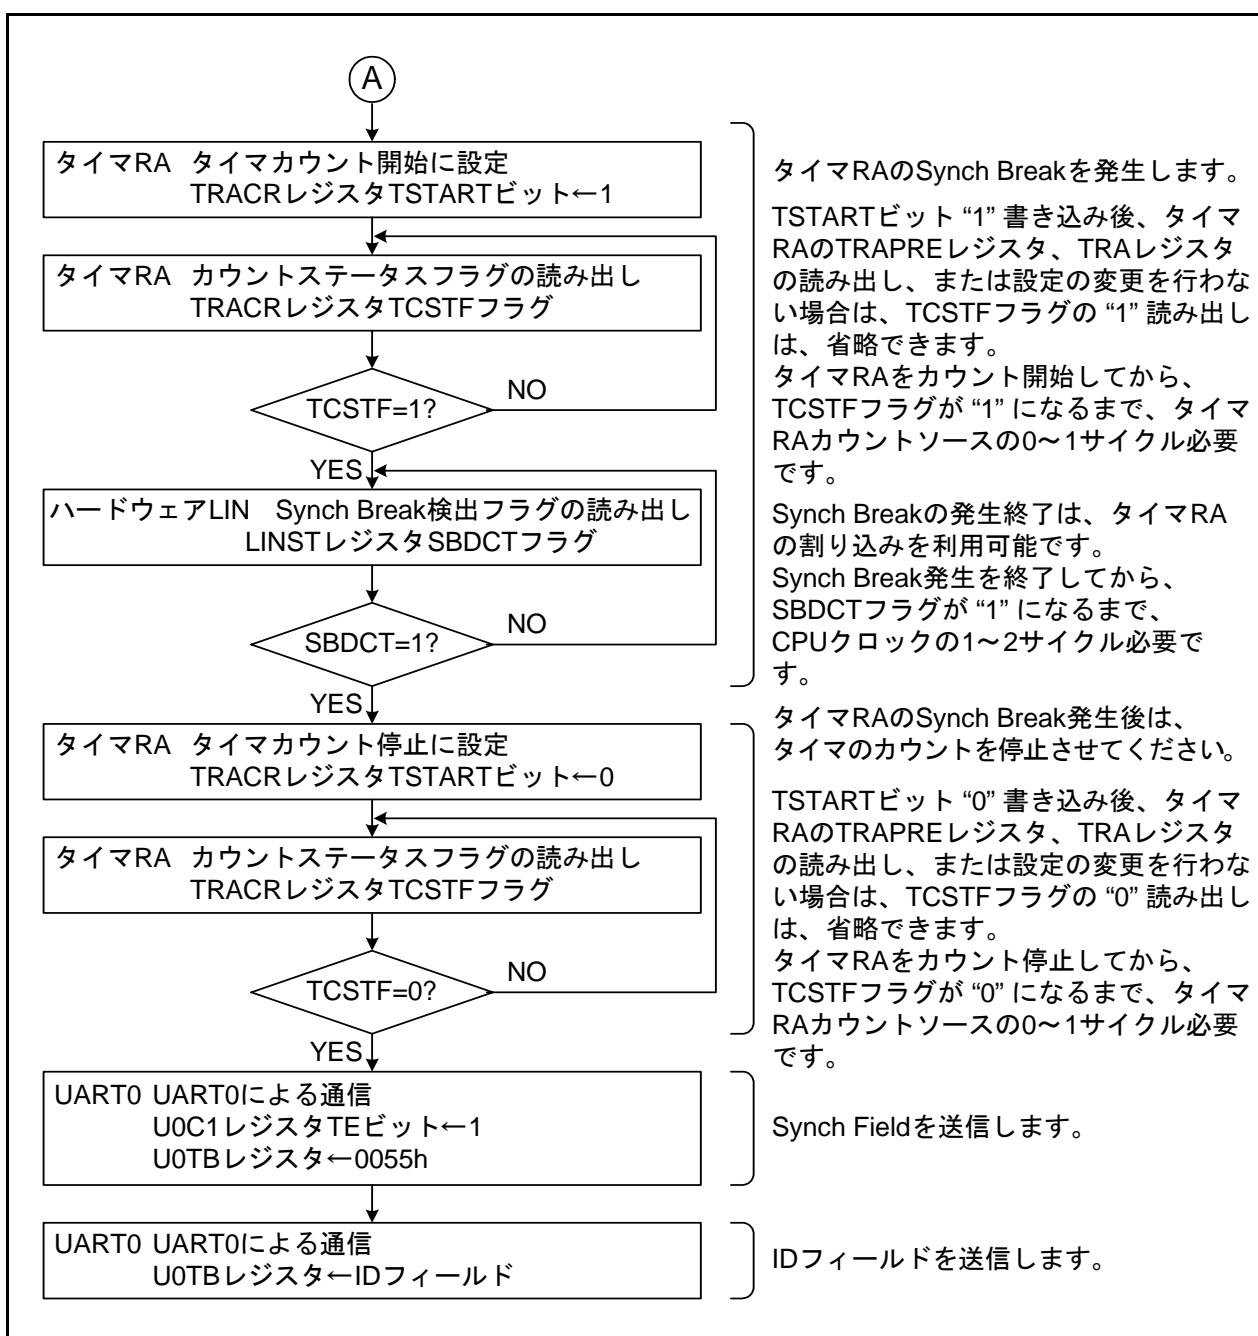 A
タイマRA タイマカウント開始に設定
TRACRレジスタTSTARTビット←1
タイマRA カウントステータスフラグの読み出し
TRACRレジスタTCSTFフラグ
TCSTF=1?
NO
YES
ハードウェアLIN Synch Break検出フラグの読み出し
LINSTレジスタSBDCTフラグ
SBDCT=1?
NO
YES
タイマRAのSynch Breakを発生します。
TSTARTビット “1” 書き込み後、タイマ
RAのTRAPREレジスタ、TRAレジスタ
の読み出し、または設定の変更を行わな
い場合は、TCSTFフラグの “1” 読み出し
は、省略できます。
タイマRAをカウント開始してから、
TCSTFフラグが “1” になるまで、タイマ
RAカウントソースの0～1サイクル必要
です。
Synch Breakの発生終了は、タイマRA
の割り込みを利用可能です。
Synch Break発生を終了してから、
SBDCTフラグが “1” になるまで、
CPUクロックの1～2サイクル必要で
す。
タイマRA タイマカウント停止に設定
TRACRレジスタTSTARTビット←0
タイマRA カウントステータスフラグの読み出し
TRACRレジスタTCSTFフラグ
TCSTF=0?
NO
YES
タイマRAのSynch Break発生後は、
タイマのカウントを停止させてください。
TSTARTビット “0” 書き込み後、タイマ
RAのTRAPREレジスタ、TRAレジスタ
の読み出し、または設定の変更を行わな
い場合は、TCSTFフラグの “0” 読み出し
は、省略できます。
タイマRAをカウント停止してから、
TCSTFフラグが “0” になるまで、タイマ
RAカウントソースの0～1サイクル必要
です。
UART0 UART0による通信
U0C1レジスタTEビット←1
U0TBレジスタ←0055h
Synch Fieldを送信します。
UART0 UART0による通信
U0TBレジスタ←IDフィールド
IDフィールドを送信します。